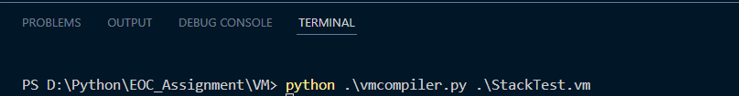 PROBLEMS OUTPUT DEBUG CONSOLE TERMINAL
PS D:\Python\EOC_Assignment\VM> python .\vmcompiler.py .\StackTest.vm